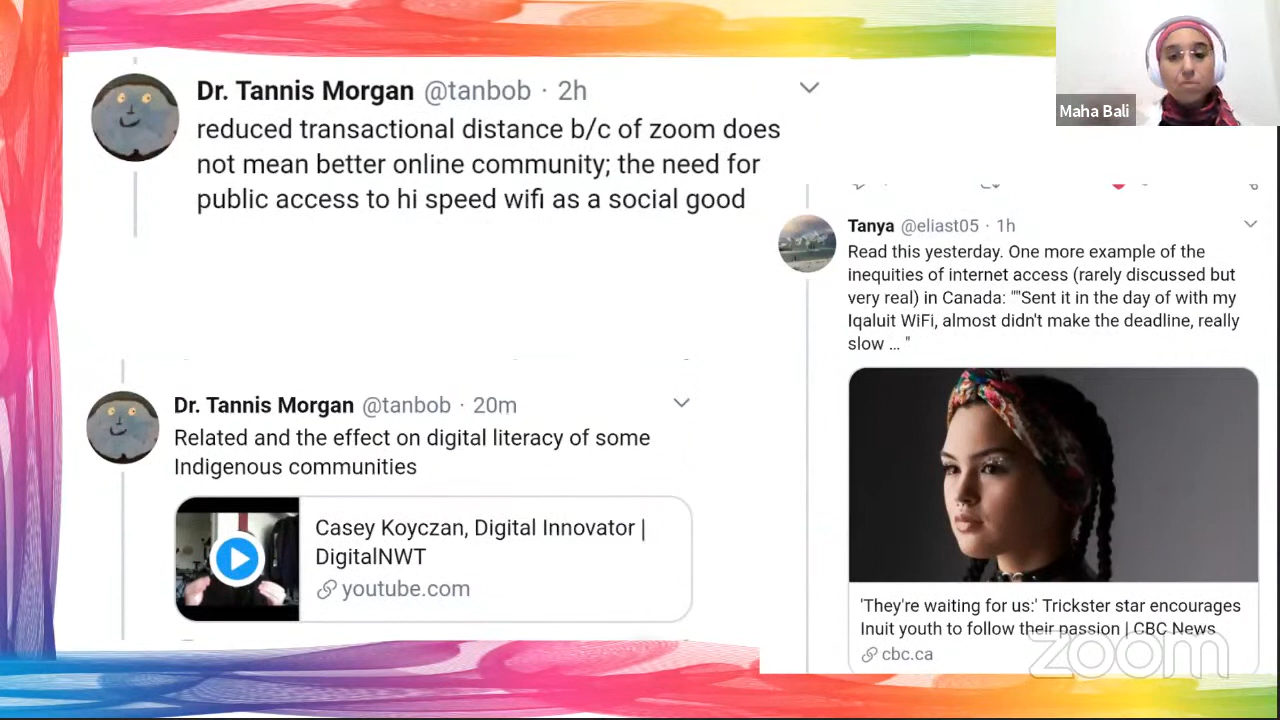 Dr. Tannis Morgan @tanbob · 2h
reduced transactional distance b/c of zoom does
not mean better online community; the need for
public access to hi speed wifi as a social good
Maha Bali
Tanya @eliast05 · 1h
Read this yesterday. One more example of the
inequities of internet access (rarely discussed but
very real) in Canada: ""Sent it in the day of with my
Iqaluit WiFi, almost didn't make the deadline, really
slow ... "
'They're waiting for us:' Trickster star encourages
Inuit youth to follow their passion | CBC News
cbc.ca
Dr. Tannis Morgan @tanbob · 20m
Related and the effect on digital literacy of some
Indigenous communities
Casey Koyczan, Digital Innovator |
DigitalNWT
youtube.com
zoom